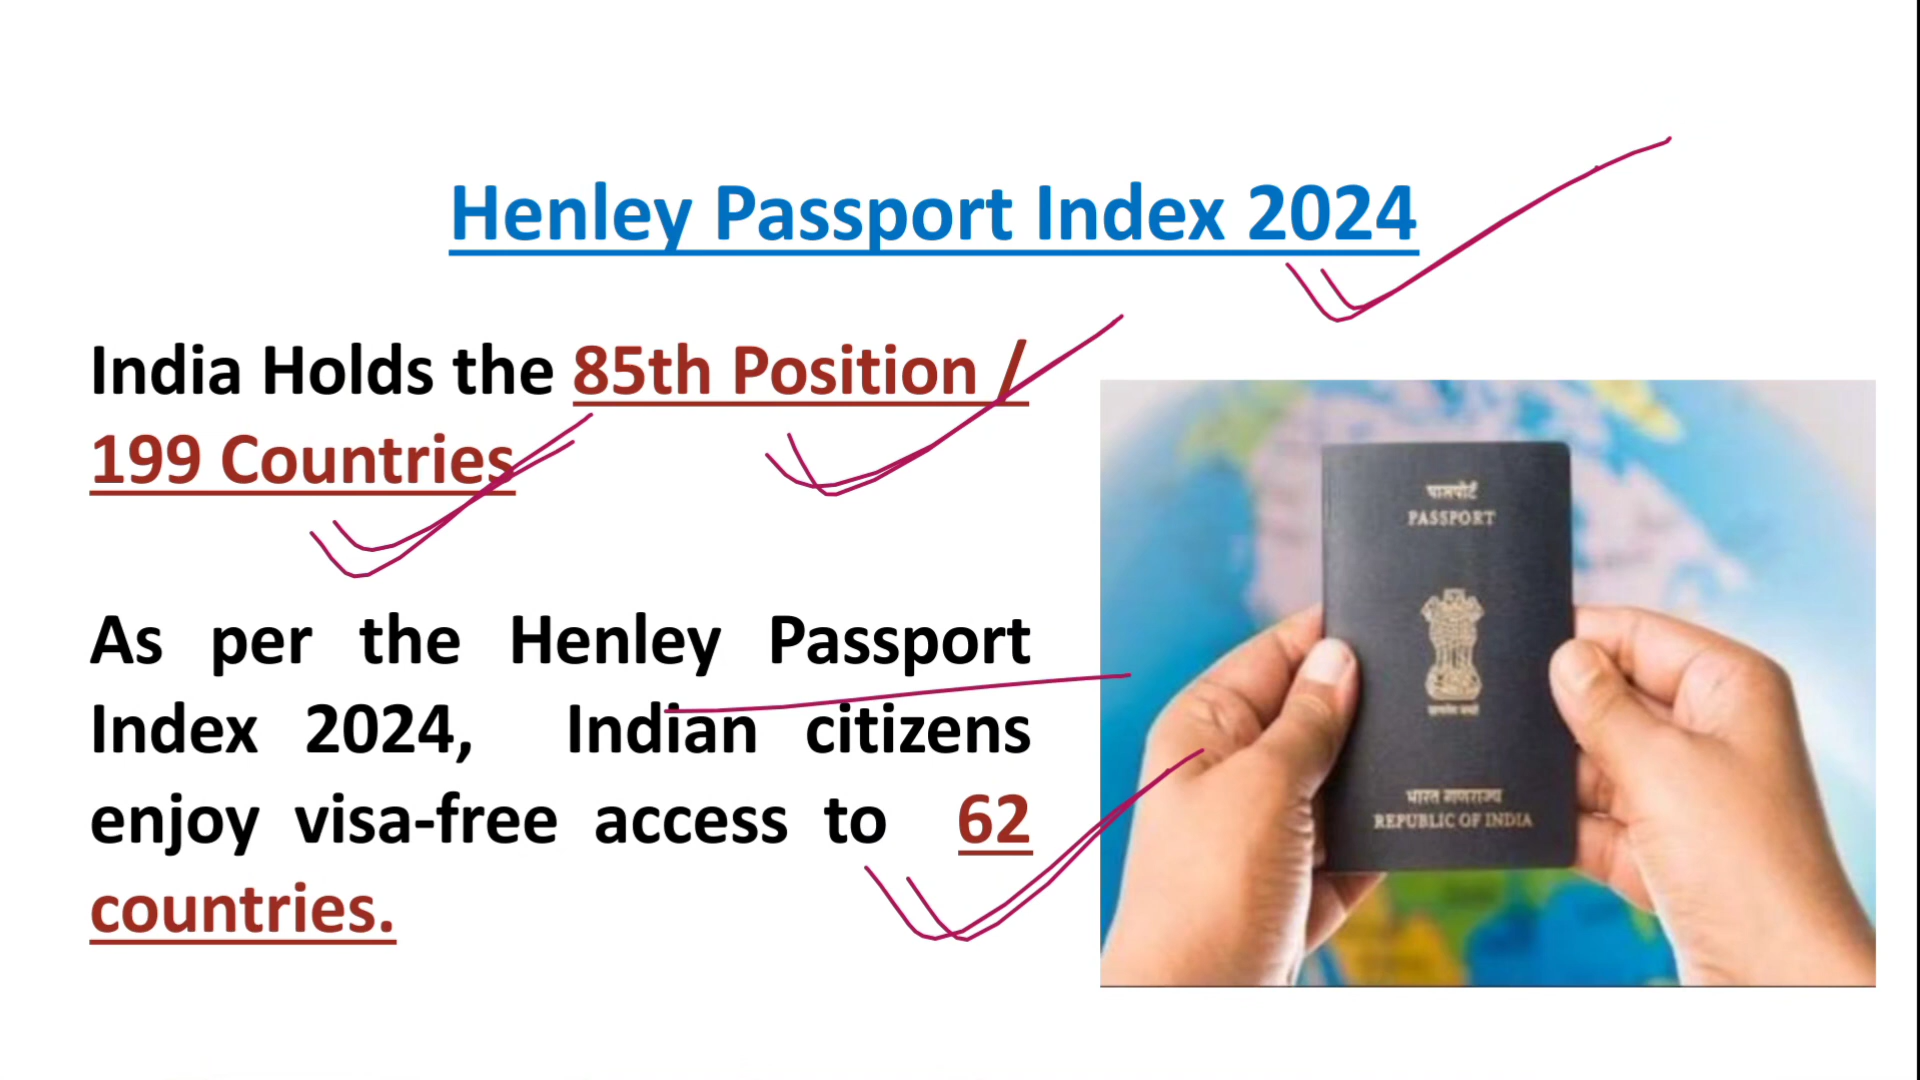 Henley Passport Index 2024
India Holds the 85th Position /
199 Countries
As per the Henley Passport
Index 2024, Indian citizens
enjoy visa-free access to 62
countries.
पासपोर्ट
PASSPORT
भारत गणराज्य
REPUBLIC OF INDIA